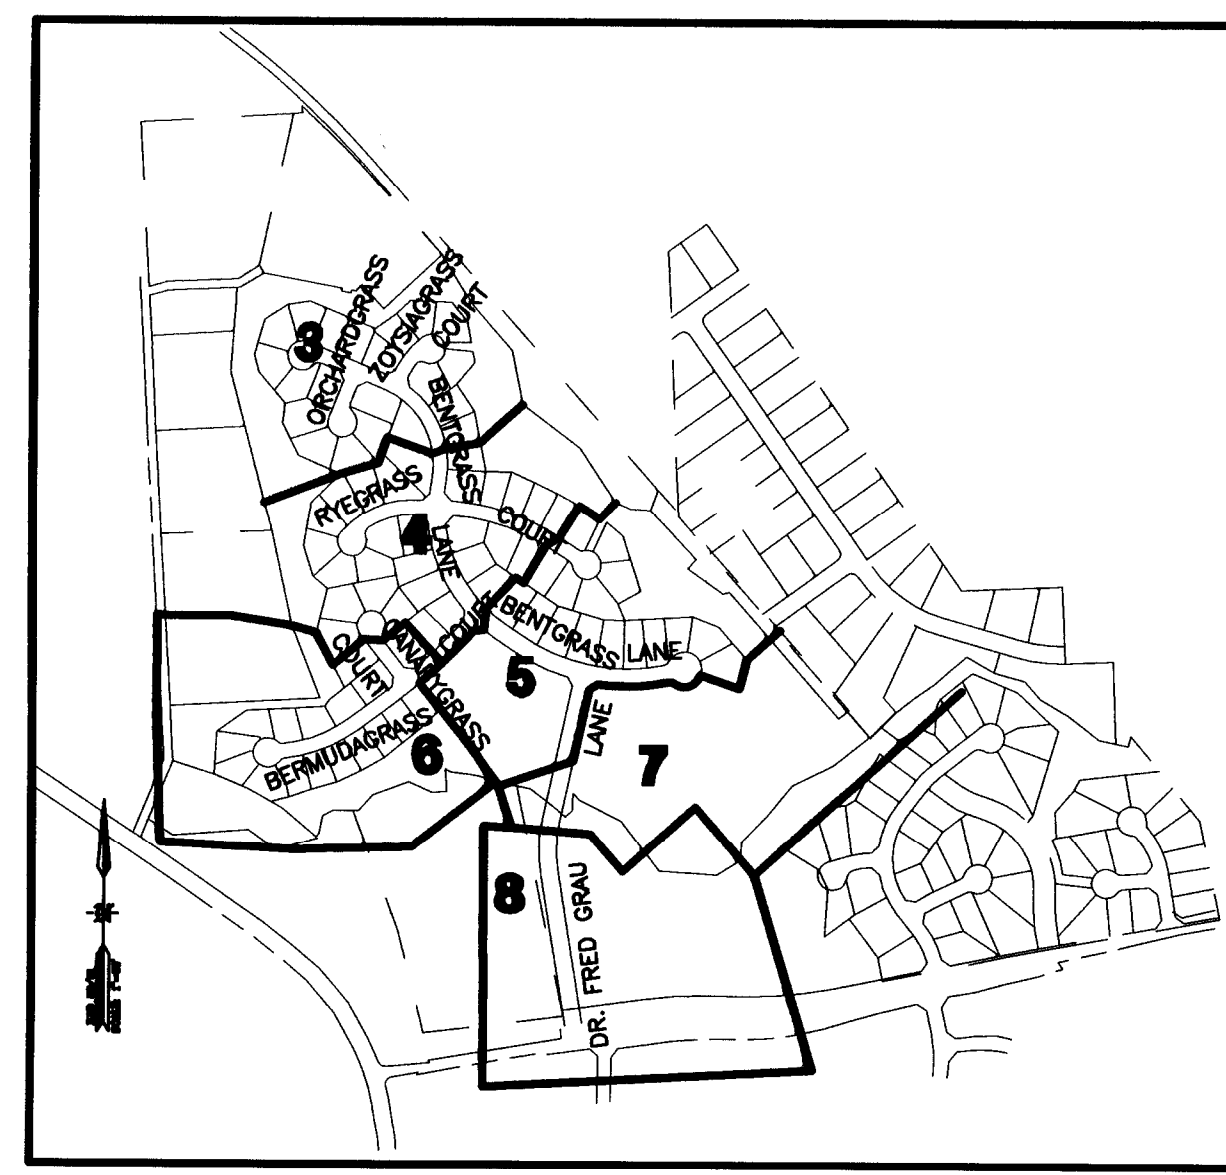 3
ORCHARDGRASS
ZOYSIAGRASS
COURT
BENTGRASS
RYEGRASS
COURT
4
LANE
COURT
BENTGRASS LANE
COURT
CANARYGRASS
5
BERMUDAGRASS
6
LANE
7
8
DR. FRED GRAU